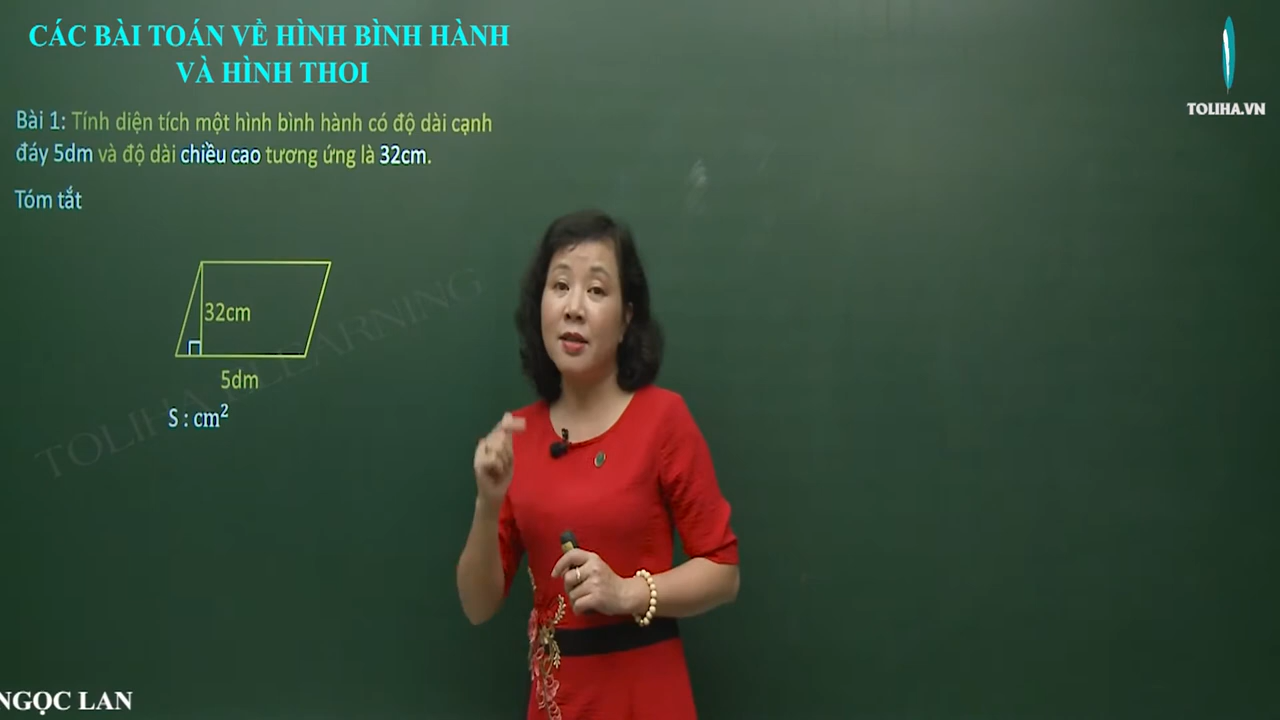 CÁC BÀI TOÁN VỀ HÌNH BÌNH HÀNH
VÀ HÌNH THOI
TOLIHA.VN
Bài 1: Tính diện tích một hình bình hành có độ dài cạnh
đáy 5dm và độ dài chiều cao tương ứng là 32cm.
Tóm tắt
32cm
5dm
S : cm²
TOLIHA E-LEARNING
NGỌC LAN